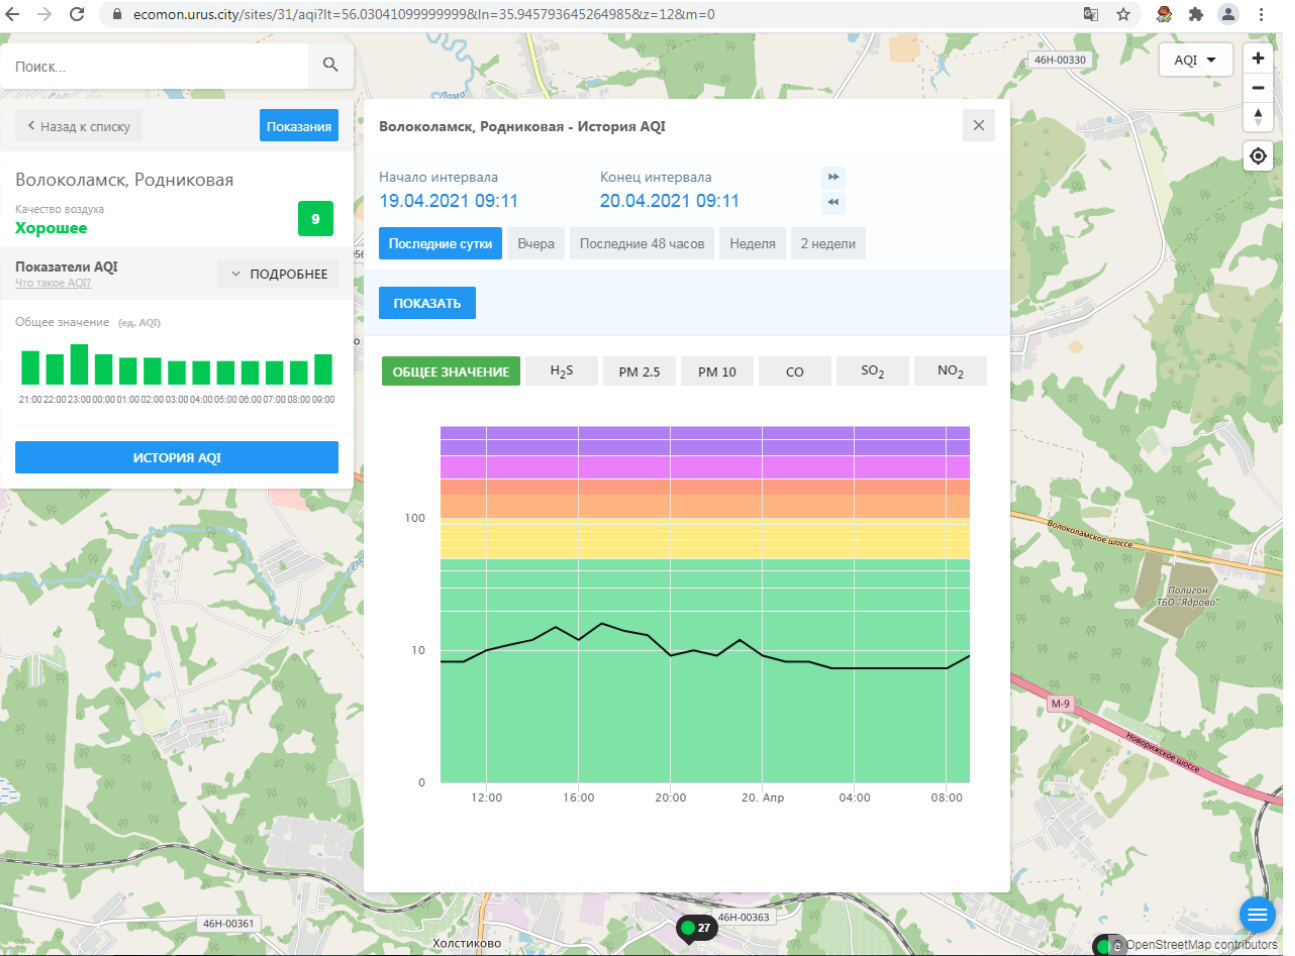 ecomon.urus.city/sites/31/aqi?lt=56.03041099999999&ln=35.945793645264985&z=12&m=0
Поиск...
46Н-00330
AQI
Лама
Назад к списку
Показания
Волоколамск, Родниковая - История AQI
Волоколамск, Родниковая
Качество воздуха
Хорошее
9
Начало интервала
Конец интервала
19.04.2021 09:11
20.04.2021 09:11
Последние сутки
Вчера
Последние 48 часов
Неделя
2 недели
Показатели AQI
Что такое AQI?
ПОДРОБНЕЕ
ПОКАЗАТЬ
Общее значение (ед. AQI)
21:00 22:00 23:00 00:00 01:00 02:00 03:00 04:00 05:00 06:00 07:00 08:00 09:00
ИСТОРИЯ AQI
ОБЩЕЕ ЗНАЧЕНИЕ
H2S
PM 2.5
PM 10
CO
SO2
NO2
100
10
0
12:00
16:00
20:00
20. Апр
04:00
08:00
Волоколамское шоссе
Полигон
ТБО "Ядрово"
М-9
Новорижское шоссе
46Н-00361
Холстиково
27
46Н-00363
© OpenStreetMap contributors